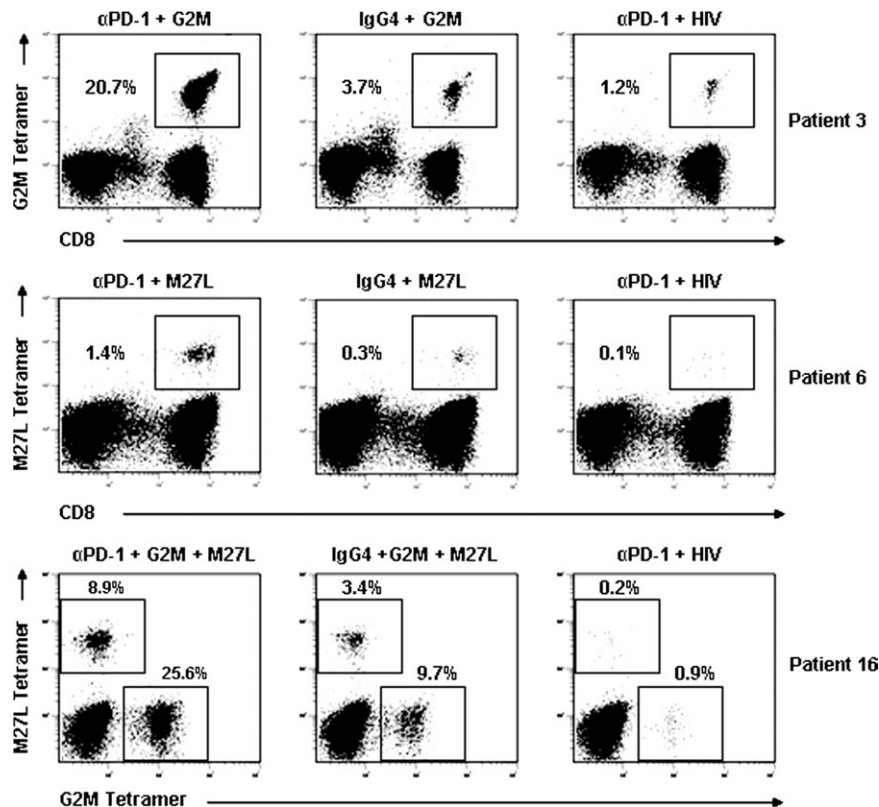 αPD-1 + G2M
IgG4 + G2M
αPD-1 + HIV
G2M Tetramer
20.7%
3.7%
1.2%
Patient 3
CD8
αPD-1 + M27L
IgG4 + M27L
αPD-1 + HIV
M27L Tetramer
1.4%
0.3%
0.1%
Patient 6
CD8
αPD-1 + G2M + M27L
IgG4 +G2M + M27L
αPD-1 + HIV
M27L Tetramer
8.9%
3.4%
0.2%
25.6%
9.7%
0.9%
Patient 16
G2M Tetramer